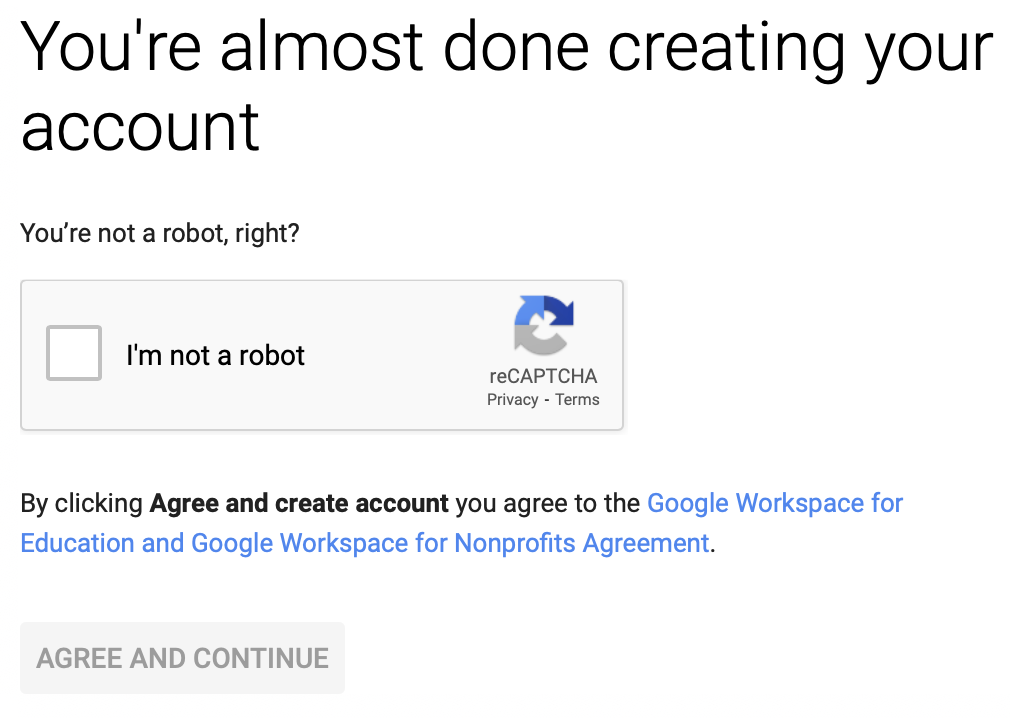 You're almost done creating your
account
You’re not a robot, right?
I'm not a robot
reCAPTCHA
Privacy - Terms
By clicking Agree and create account you agree to the Google Workspace for
Education and Google Workspace for Nonprofits Agreement.
AGREE AND CONTINUE